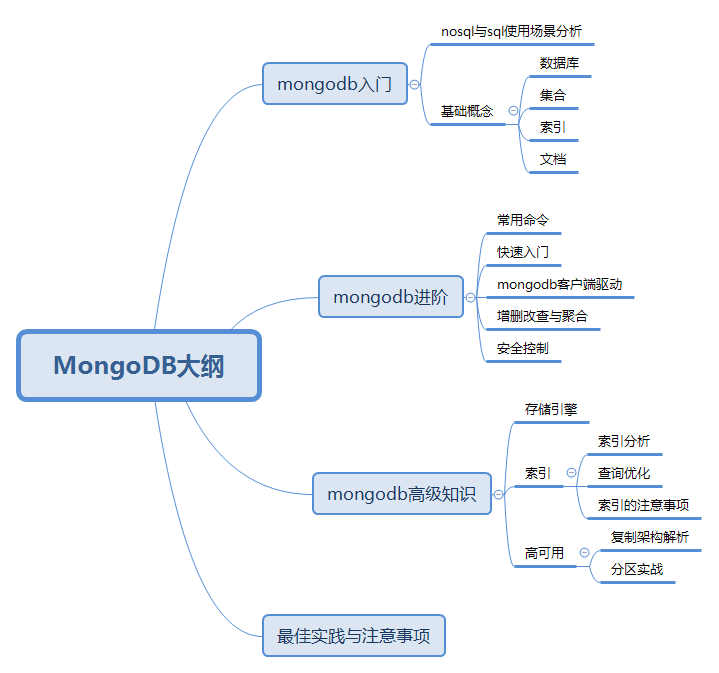 nosql与sql使用场景分析
mongodb入门
数据库
集合
基础概念
索引
文档
常用命令
快速入门
mongodb客户端驱动
mongodb进阶
增删改查与聚合
安全控制
MongoDB大纲
存储引擎
索引分析
索引
查询优化
mongodb高级知识
索引的注意事项
复制架构解析
高可用
分区实战
最佳实践与注意事项